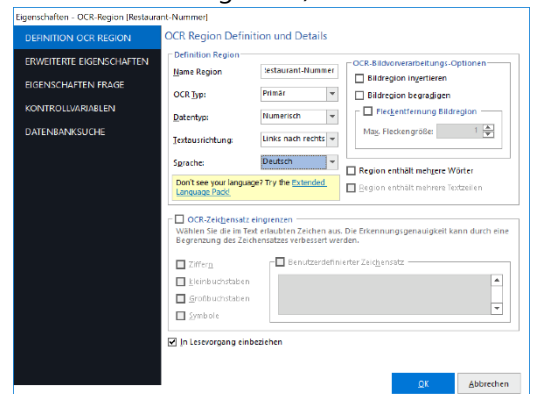 Eigenschaften - OCR-Region [Restaurant-Nummer]
DEFINITION OCR REGION
ERWEITERTE EIGENSCHAFTEN
EIGENSCHAFTEN FRAGE
KONTROLLVARIABLEN
DATENBANKSUCHE
OCR Region Definition und Details
Definition Region
Name Region
Restaurant-Nummer
OCR Typ:
Primär
Datentyp:
Numerisch
Textausrichtung:
Links nach rechts
Sprache:
Deutsch
Don't see your language? Try the Extended
Language Pack!
OCR-Bildvorverarbeitungs-Optionen
Bildregion invertieren
Bildregion begradigen
Fleckentfernung Bildregion
Max. Fleckengröße:
1
Region enthält mehrere Wörter
Region enthält mehrere Textzeilen
OCR-Zeichensatz eingrenzen
Wählen Sie die im Text erlaubten Zeichen aus. Die Erkennungsgenauigkeit kann durch eine
Begrenzung des Zeichensatzes verbessert werden.
Ziffern
Kleinbuchstaben
Großbuchstaben
Symbole
Benutzerdefinierter Zeichensatz
In Lesevorgang einbeziehen
OK
Abbrechen